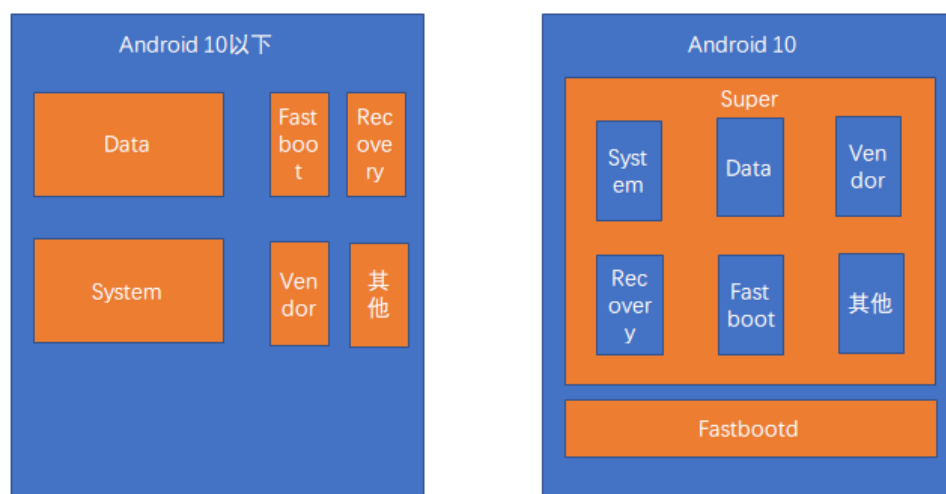 Android 10以下
Data
Fast
boo
t
Rec
ove
ry
System
Ven
dor
其
他
Android 10
Super
Syst
em
Data
Ven
dor
Rec
over
y
Fast
boot
其他
Fastbootd